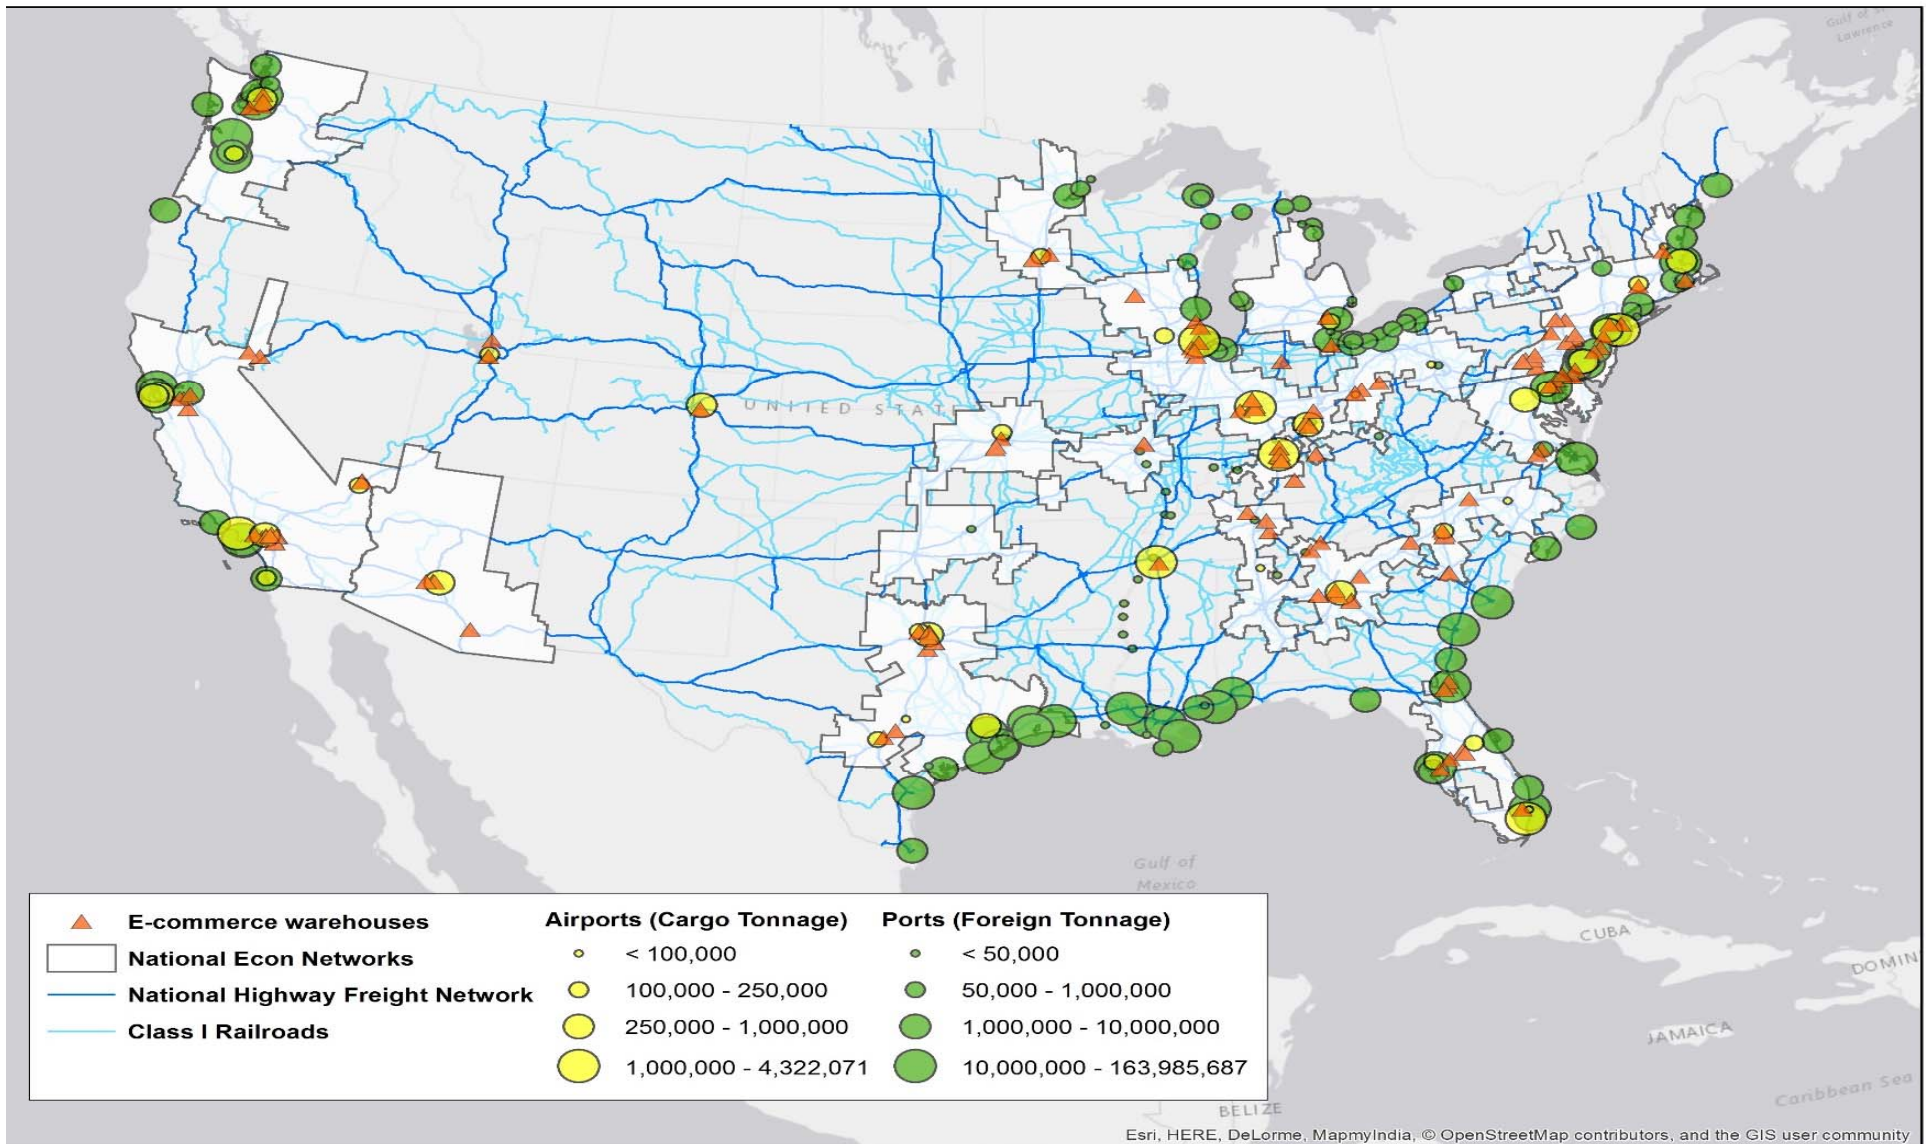 Gulf of
Lawrence
UNITED STAT
Gulf of
Mexico
CUBA
DOMIN
JAMAICA
Caribbean Sea
BELIZE
E-commerce warehouses
National Econ Networks
National Highway Freight Network
Class I Railroads
Airports (Cargo Tonnage)
< 100,000
100,000 - 250,000
250,000 - 1,000,000
1,000,000 - 4,322,071
Ports (Foreign Tonnage)
< 50,000
50,000 - 1,000,000
1,000,000 - 10,000,000
10,000,000 - 163,985,687
Esri, HERE, DeLorme, MapmyIndia, © OpenStreetMap contributors, and the GIS user community